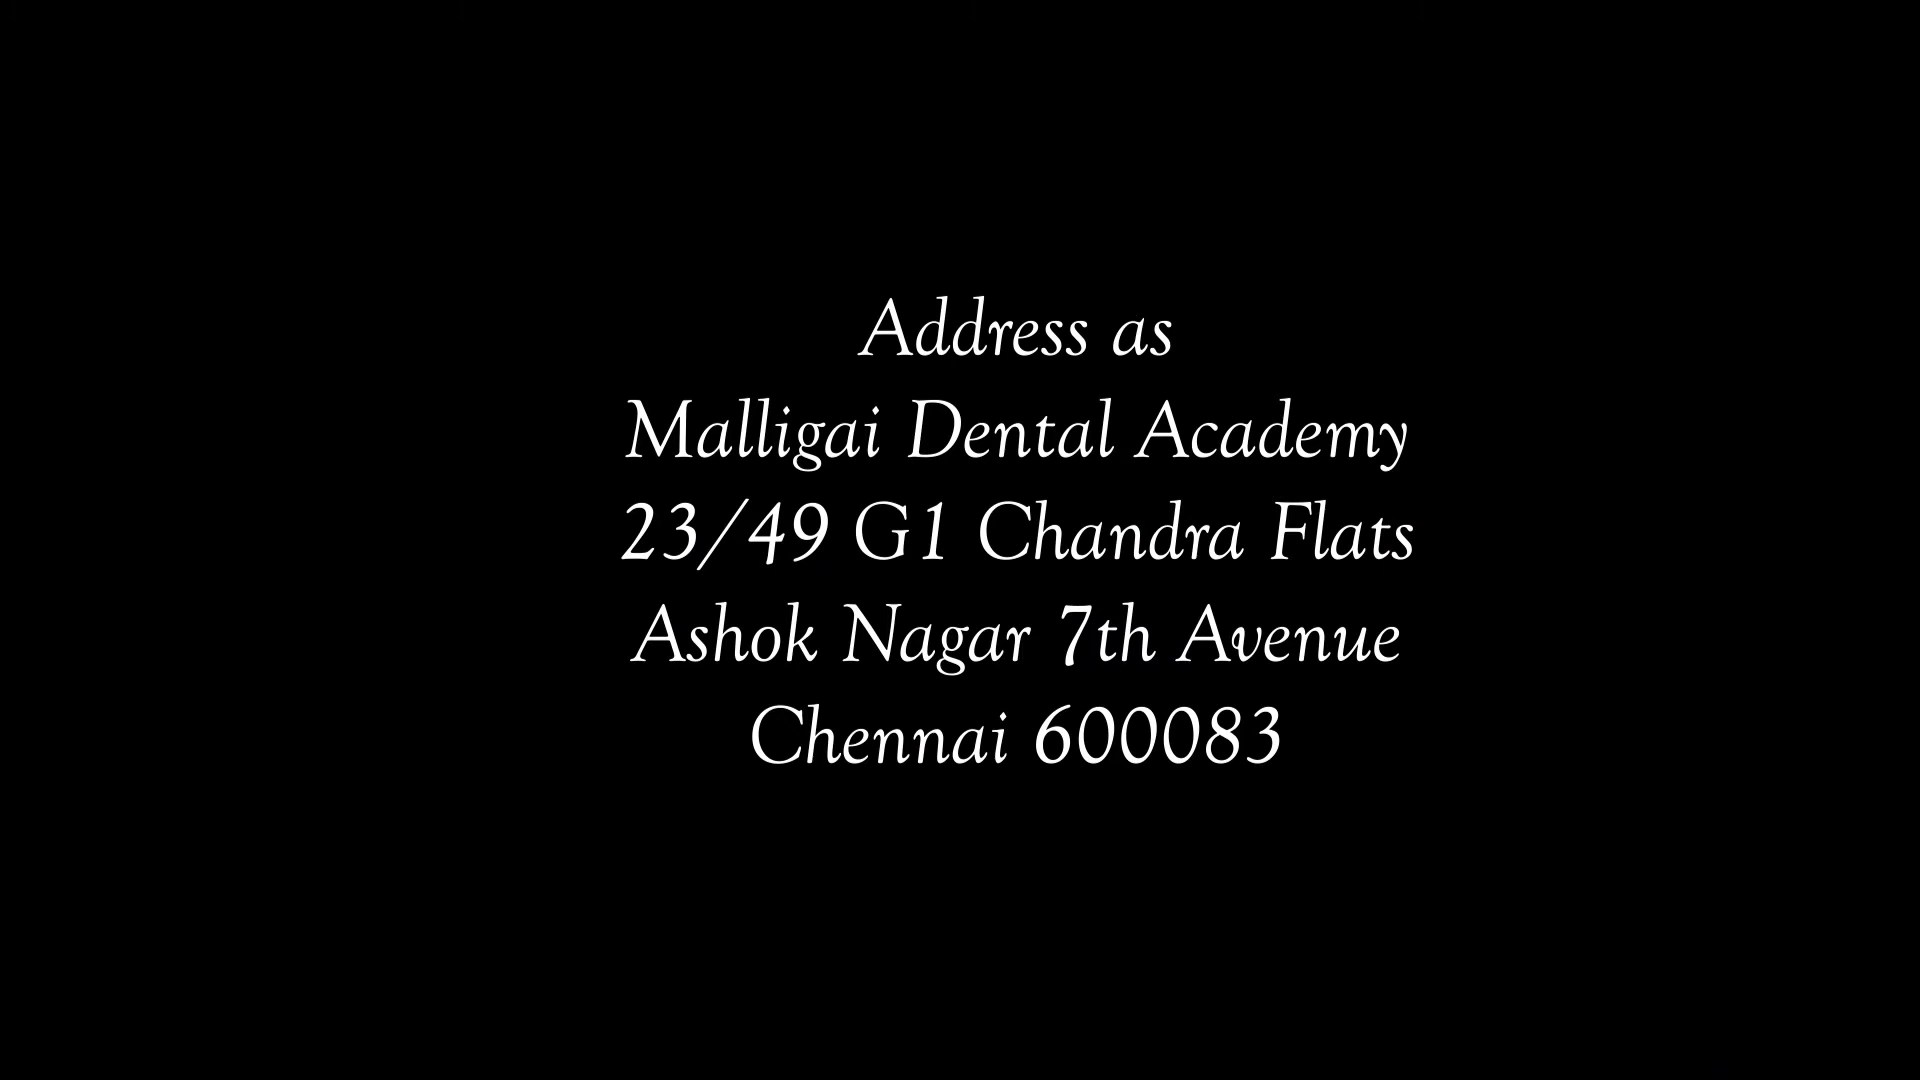 Address as
Malligai Dental Academy
23/49 G1 Chandra Flats
Ashok Nagar 7th Avenue
Chennai 600083